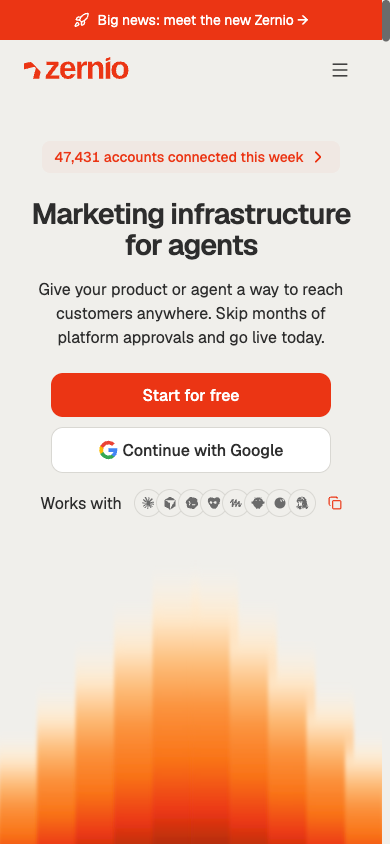 Big news: meet the new Zernio →
zernio
47,431 accounts connected this week
Marketing infrastructure
for agents
Give your product or agent a way to reach
customers anywhere. Skip months of
platform approvals and go live today.
Start for free
Continue with Google
Works with